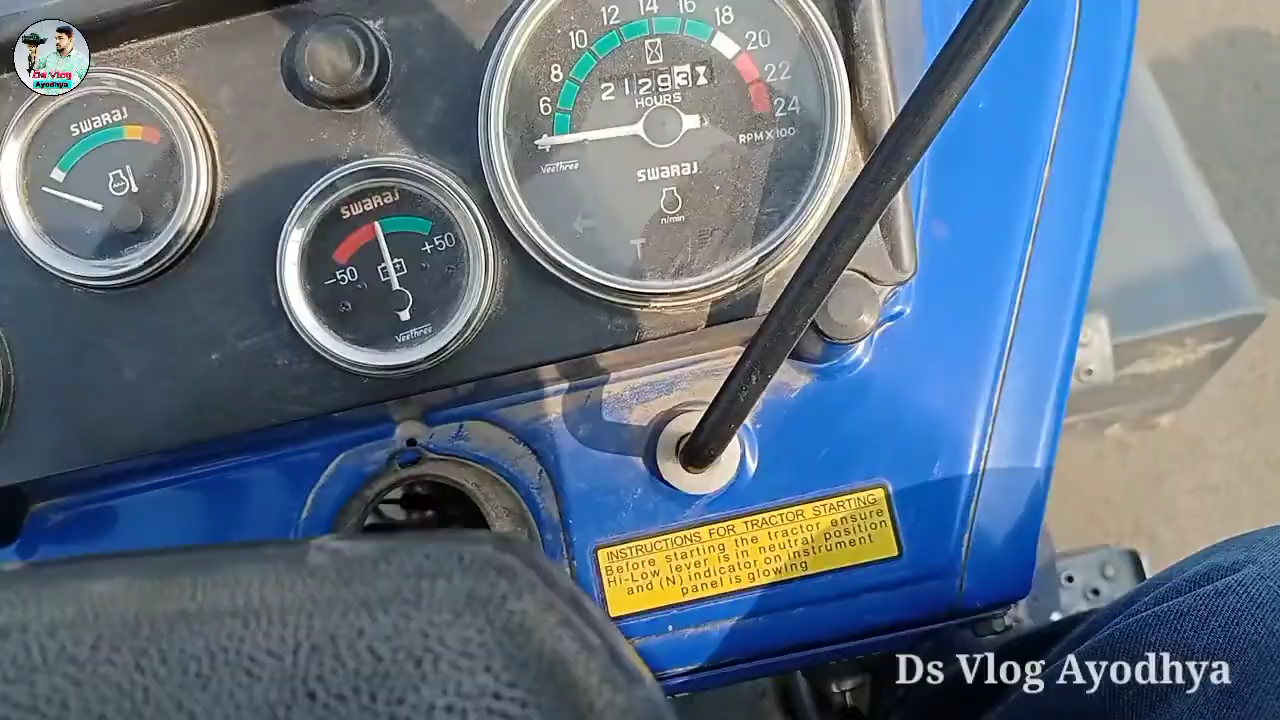 Ds Vlog
Ayodhya
SWARAJ
SWARAJ
-50
+50
Veethree
6
8
10
12
14
16
18
20
22
24
RPM X 100
21293
HOURS
Veethree
SWARAJ
n/min
T
INSTRUCTIONS FOR TRACTOR STARTING
Before starting the tractor ensure
Hi-Low lever is in neutral position
and (N) indicator on instrument
panel is glowing
Ds Vlog Ayodhya